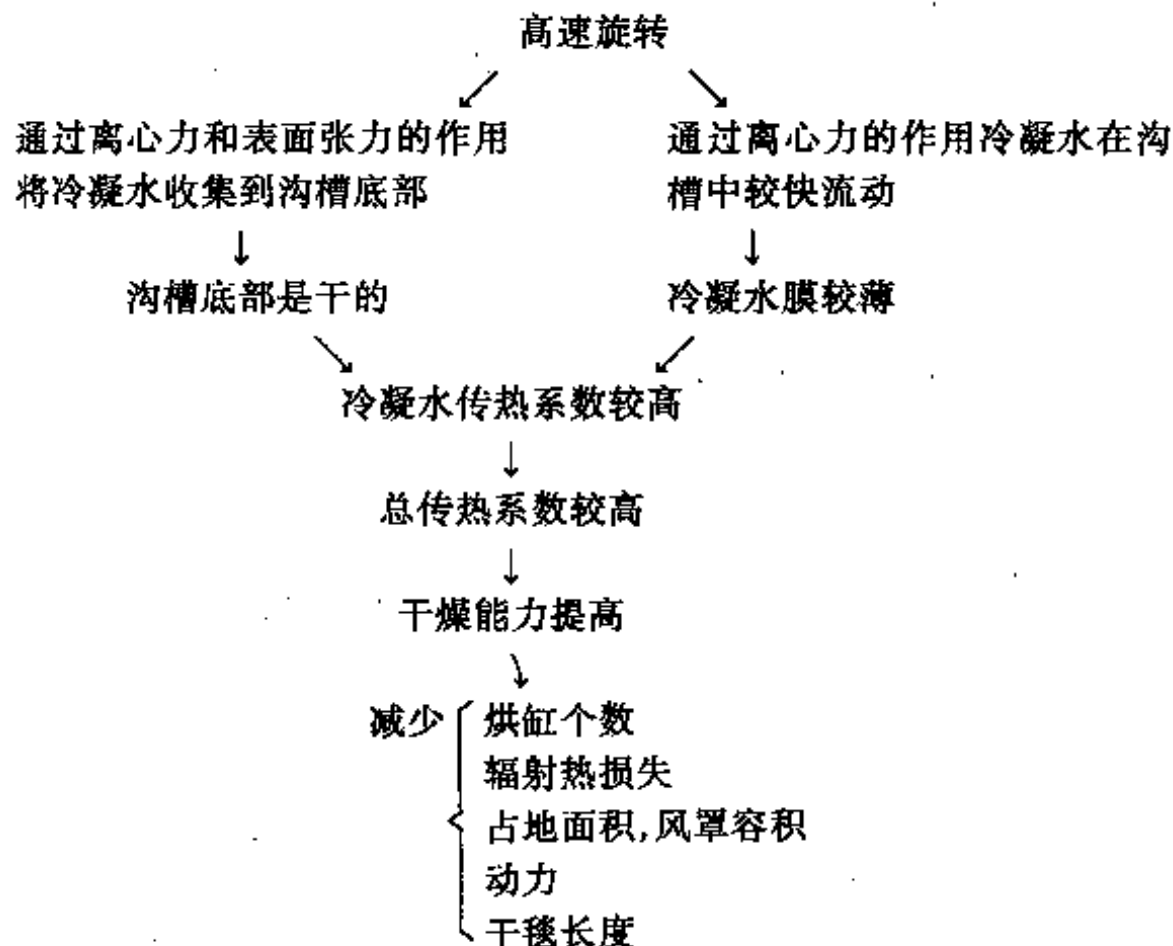 高速旋转
通过离心力和表面张力的作用
将冷凝水收集到沟槽底部
通过离心力的作用冷凝水在沟
槽中较快流动
沟槽底部是干的
冷凝水膜较薄
冷凝水传热系数较高
总传热系数较高
干燥能力提高
减少 烘缸个数
辐射热损失
占地面积,风罩容积
动力
干毯长度